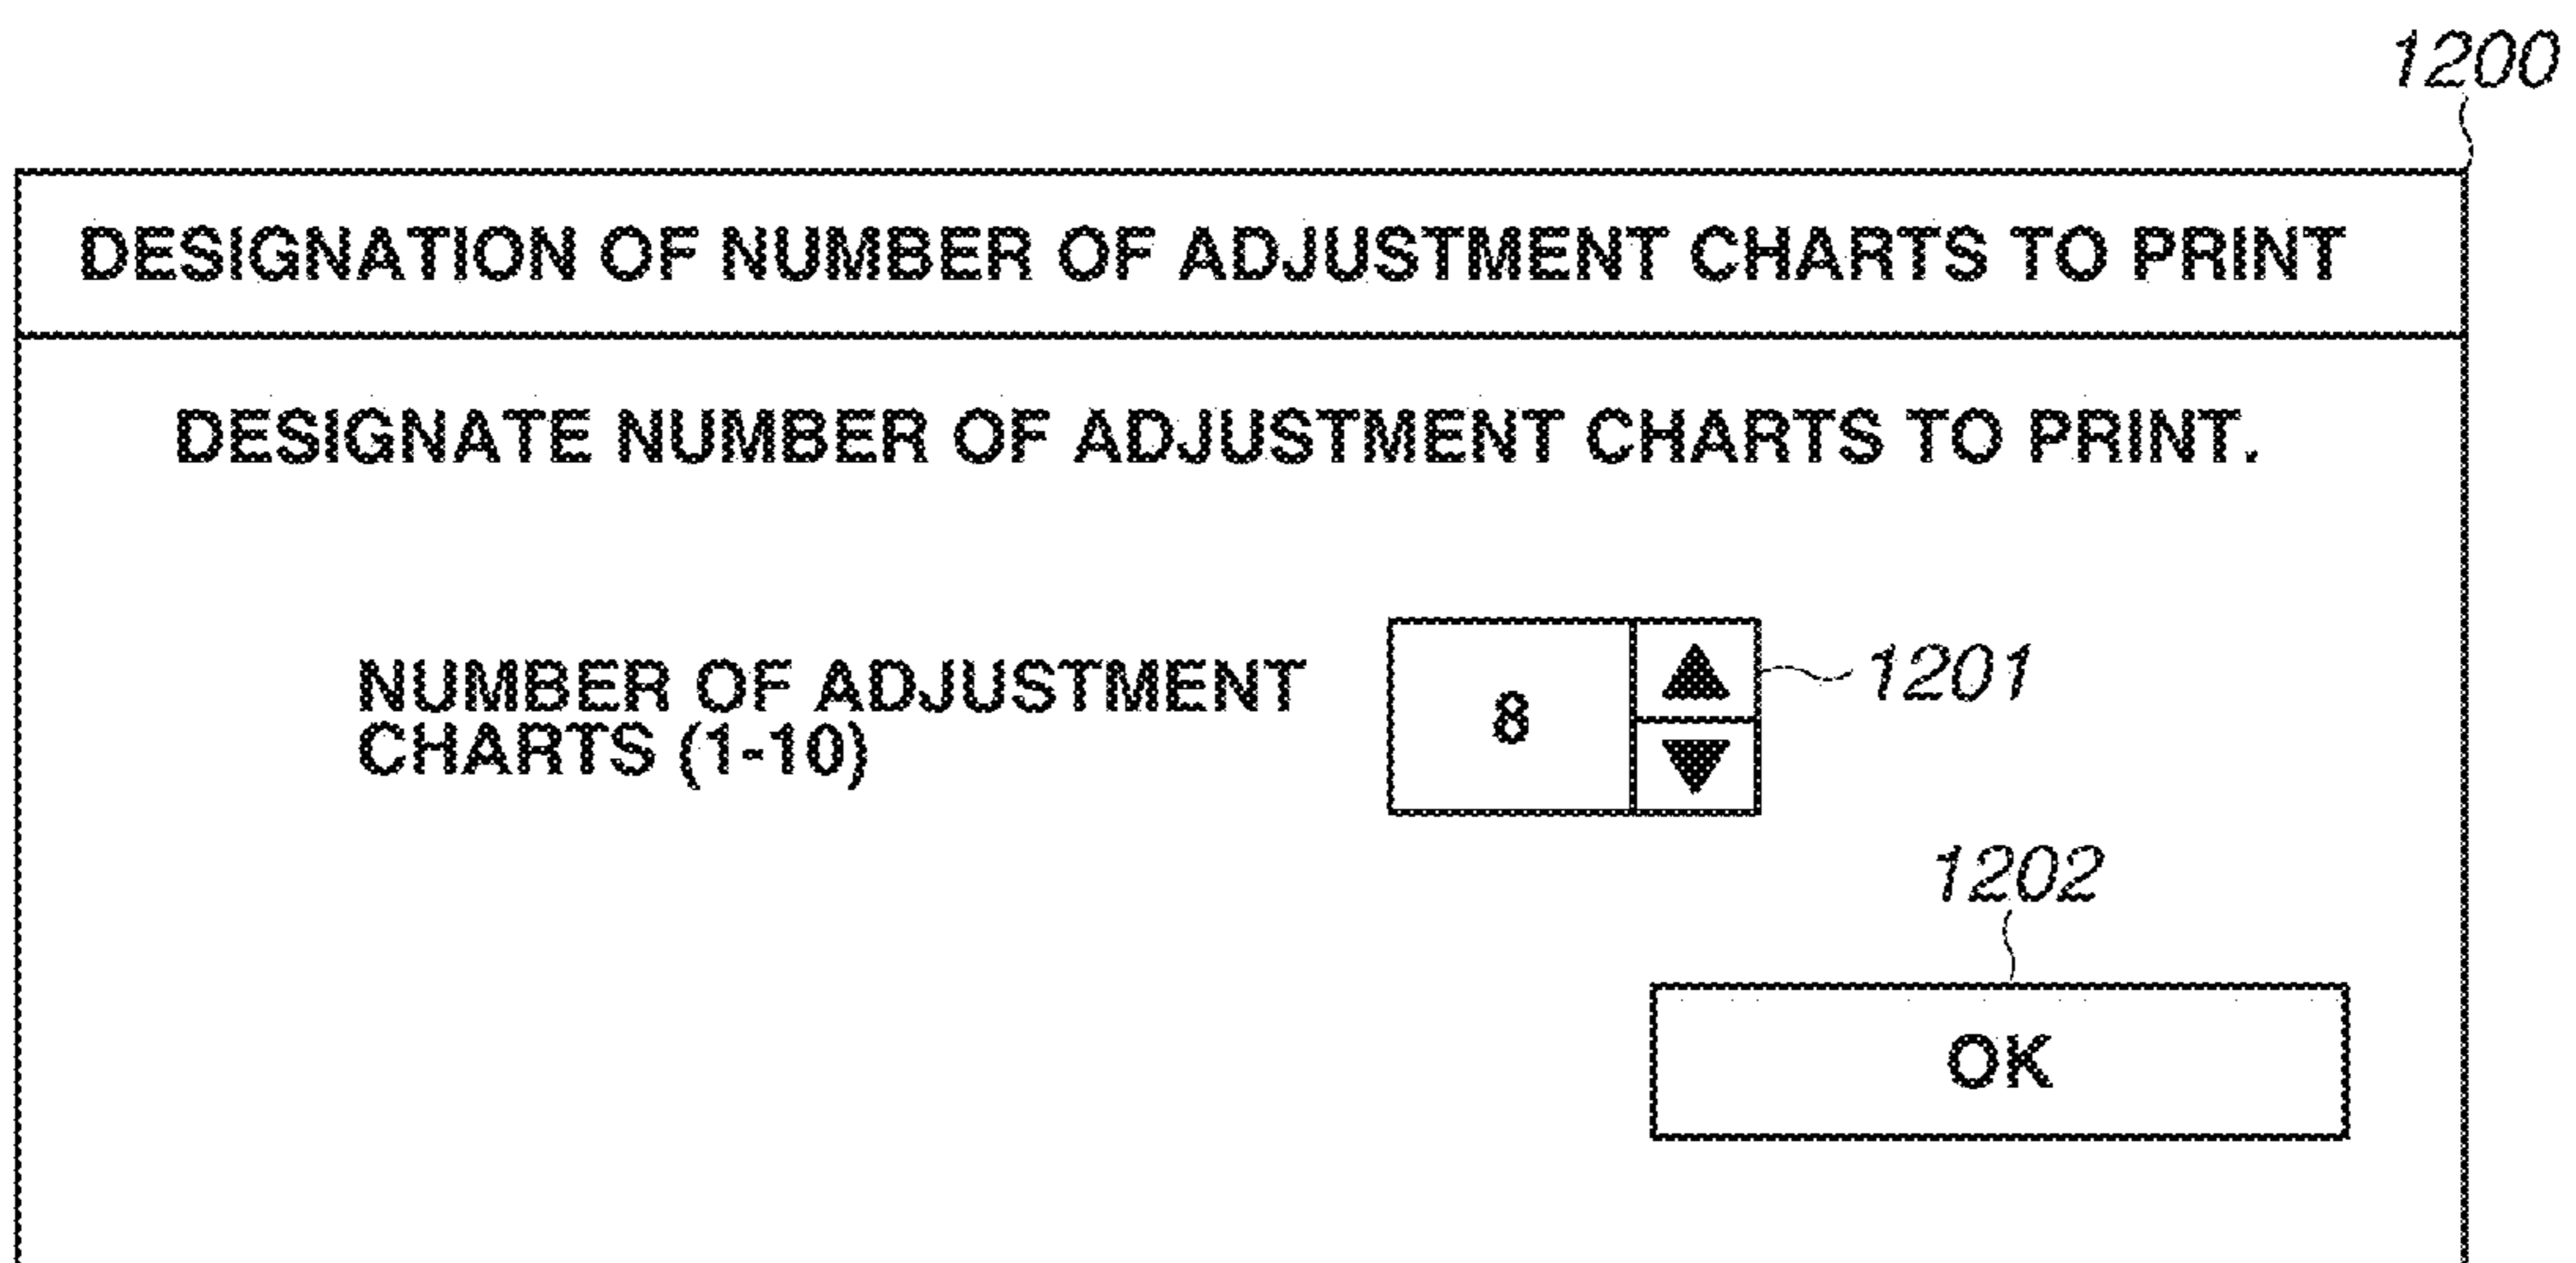 1200
DESIGNATION OF NUMBER OF ADJUSTMENT CHARTS TO PRINT
DESIGNATE NUMBER OF ADJUSTMENT CHARTS TO PRINT.
NUMBER OF ADJUSTMENT
CHARTS (1-10)
8
1201
1202
OK